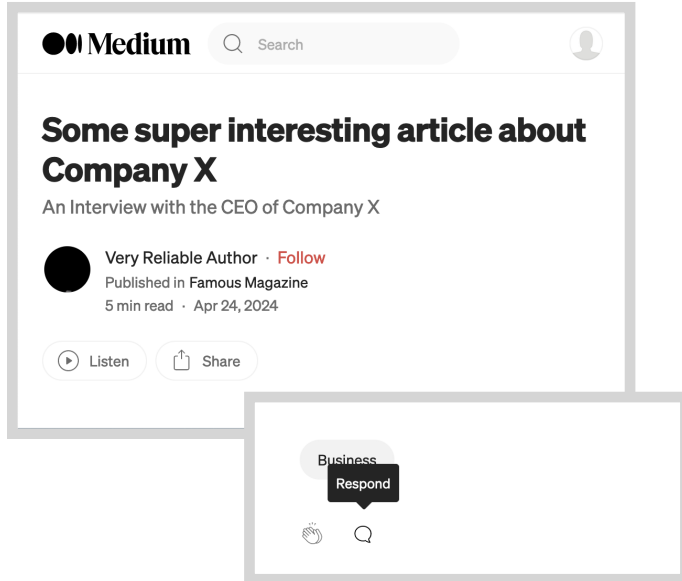 Medium
Search
Some super interesting article about
Company X
An Interview with the CEO of Company X
Very Reliable Author · Follow
Published in Famous Magazine
5 min read · Apr 24, 2024
Listen
Share
Business
Respond